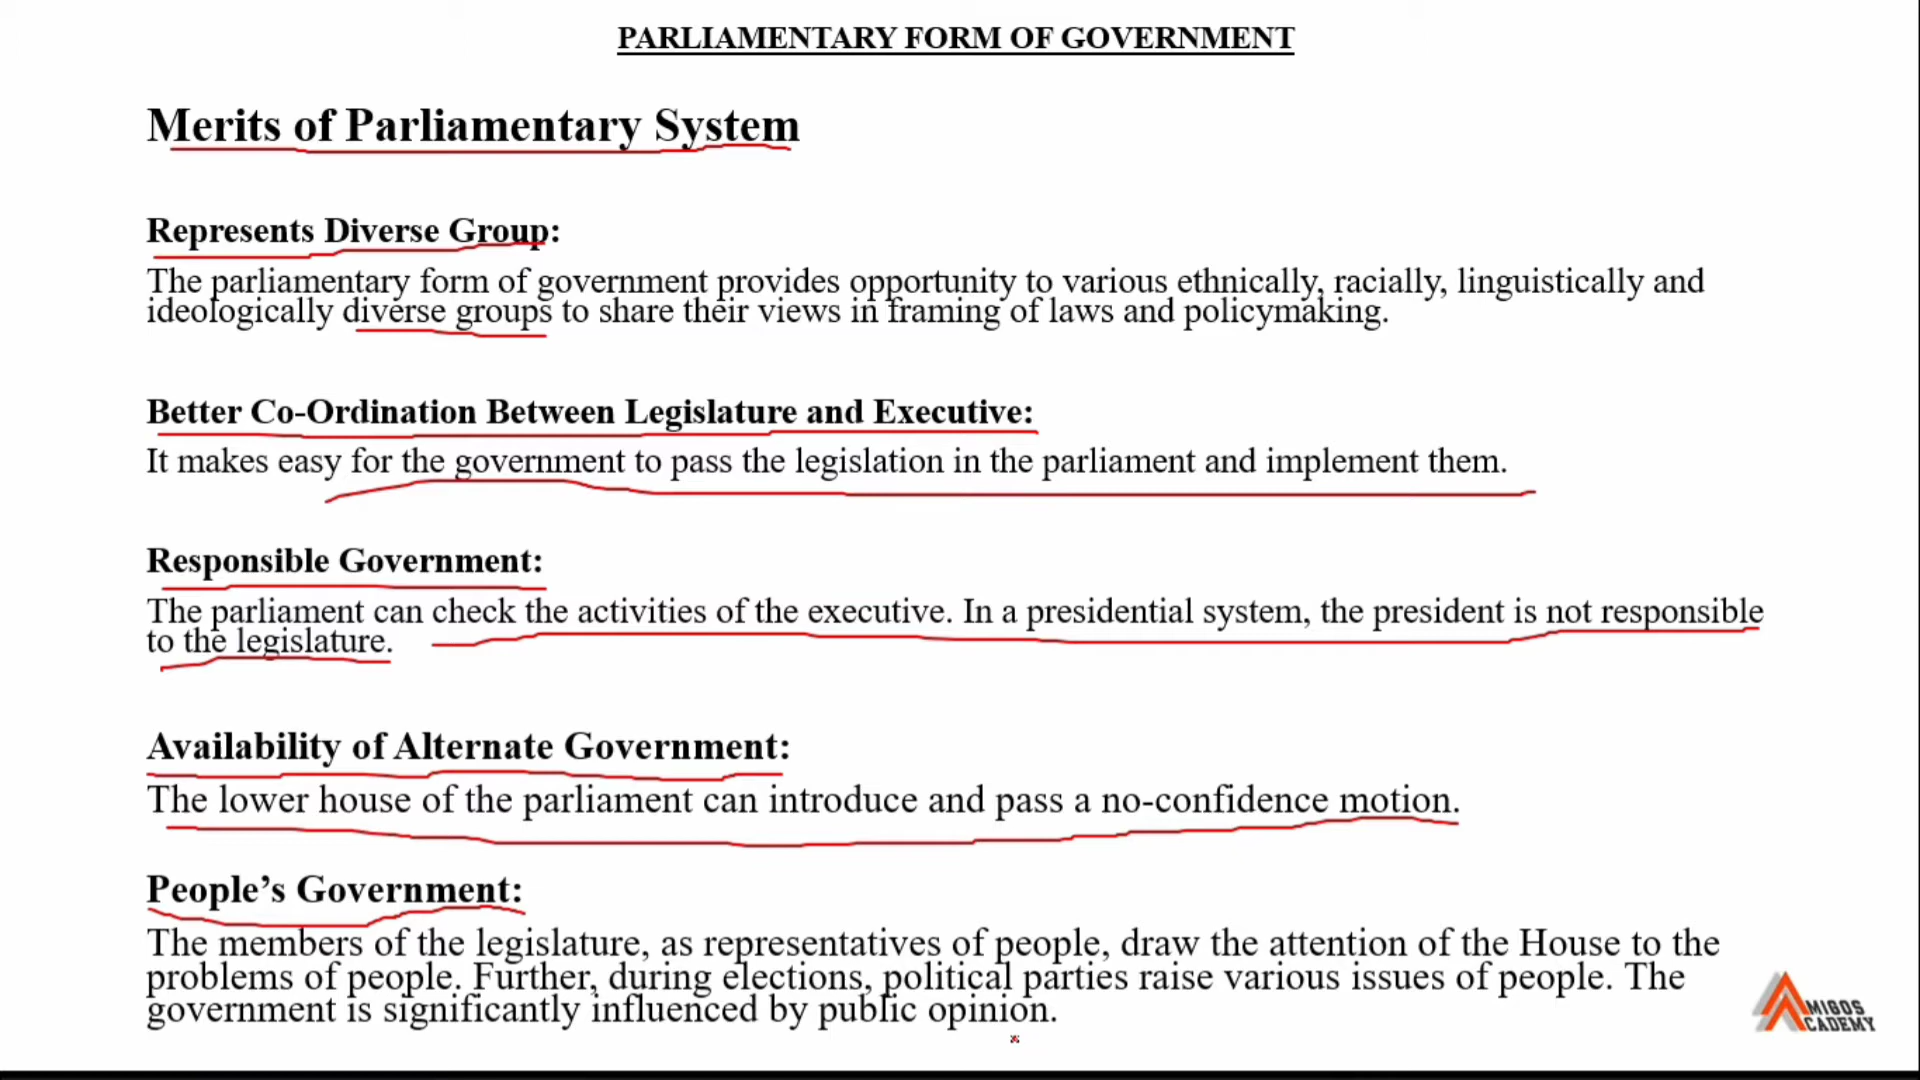 PARLIAMENTARY FORM OF GOVERNMENT
Merits of Parliamentary System
Represents Diverse Group:
The parliamentary form of government provides opportunity to various ethnically, racially, linguistically and
ideologically diverse groups to share their views in framing of laws and policymaking.
Better Co-Ordination Between Legislature and Executive:
It makes easy for the government to pass the legislation in the parliament and implement them.
Responsible Government:
The parliament can check the activities of the executive. In a presidential system, the president is not responsible
to the legislature.
Availability of Alternate Government:
The lower house of the parliament can introduce and pass a no-confidence motion.
People’s Government:
The members of the legislature, as representatives of people, draw the attention of the House to the
problems of people. Further, during elections, political parties raise various issues of people. The
government is significantly influenced by public opinion.
AMIGOS
ACADEMY